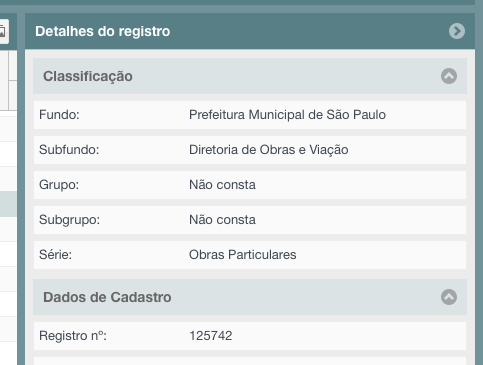 Detalhes do registro
Classificação
Fundo: Prefeitura Municipal de São Paulo
Subfundo: Diretoria de Obras e Viação
Grupo: Não consta
Subgrupo: Não consta
Série: Obras Particulares
Dados de Cadastro
Registro nº: 125742